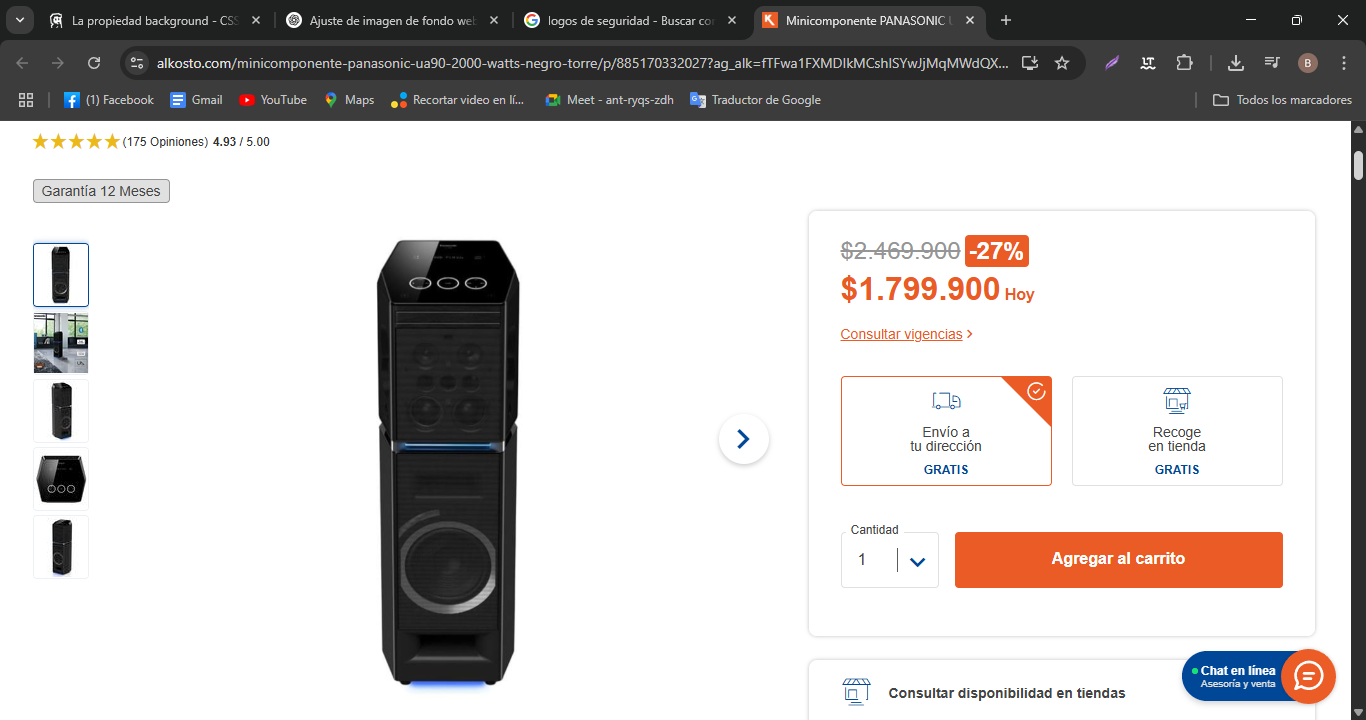 La propiedad background - CSS
Ajuste de imagen de fondo web
logos de seguridad - Buscar con
Minicomponente PANASONIC U
alkosto.com/minicomponente-panasonic-ua90-2000-watts-negro-torre/p/885170332027?ag_alk=fTFwa1FXMDlkMCshlSYwJjMqMWdQX...
B
(1) Facebook
Gmail
YouTube
Maps
Recortar video en lí...
Meet - ant-ryqs-zdh
Traductor de Google
Todos los marcadores
(175 Opiniones) 4.93 / 5.00
Garantía 12 Meses
$2.469.900 -27%
$1.799.900 Hoy
Consultar vigencias
Envío a
tu dirección
GRATIS
Recoge
en tienda
GRATIS
Cantidad
1
Agregar al carrito
Consultar disponibilidad en tiendas
Chat en línea
Asesoría y venta